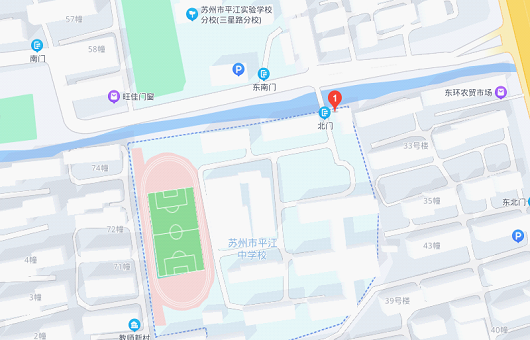 苏州市平江实验学校
分校(三星路分校)
57幢
58幢
南门
东南门
P
旺佳门窗
1
东环农贸市场
北门
33号楼
74幢
35幢
东北门
72幢
苏州市平江
中学校
43幢
P
4幢
71幢
3幢
39号楼
教师新村
2幢
40幢